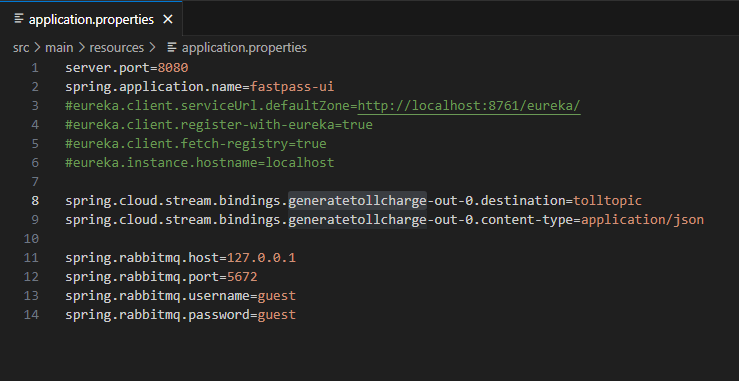 application.properties
src > main > resources > application.properties
1 server.port=8080
2 spring.application.name=fastpass-ui
3 #eureka.client.serviceUrl.defaultZone=http://localhost:8761/eureka/
4 #eureka.client.register-with-eureka=true
5 #eureka.client.fetch-registry=true
6 #eureka.instance.hostname=localhost
7
8 spring.cloud.stream.bindings.generatetollcharge-out-0.destination=tolltopic
9 spring.cloud.stream.bindings.generatetollcharge-out-0.content-type=application/json
10
11 spring.rabbitmq.host=127.0.0.1
12 spring.rabbitmq.port=5672
13 spring.rabbitmq.username=guest
14 spring.rabbitmq.password=guest